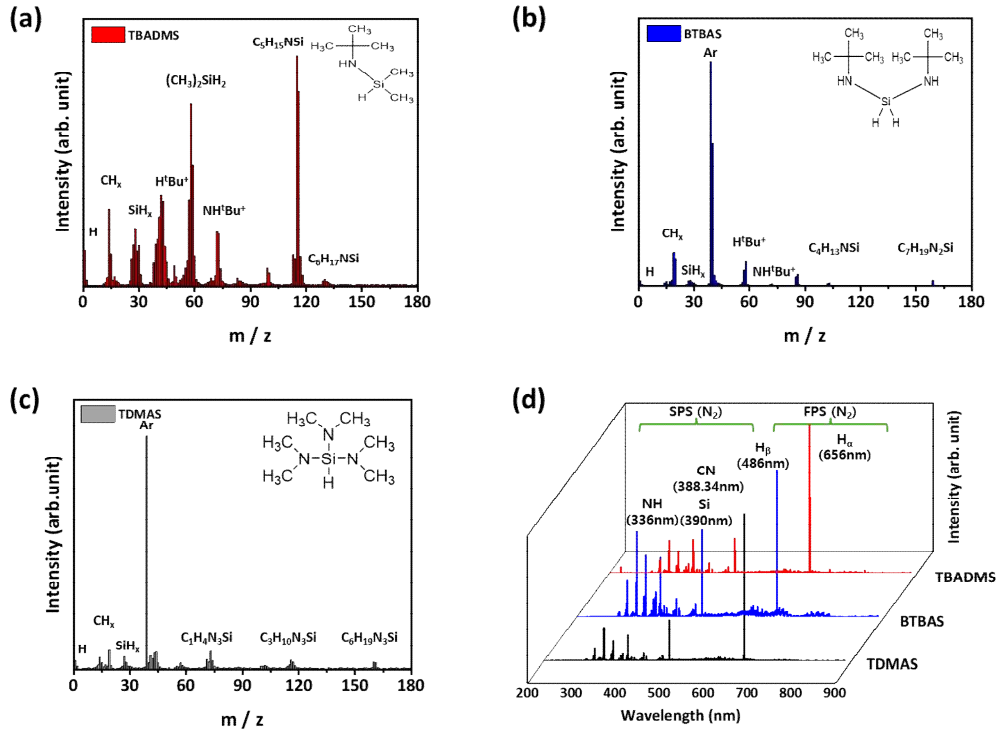 (a)
TBADMS
C₅H₁₅NSi
(CH₃)₂SiH₂
CHₓ
HᵗBu⁺
SiHₓ
NHᵗBu⁺
H
C₆H₁₇NSi
H₃C
CH₃
H₃C
HN
CH₃
Si
H
CH₃
Intensity (arb. unit)
0 30 60 90 120 150 180
m / z
(b)
BTBAS
Ar
CH₃ CH₃
H₃C CH₃ H₃C CH₃
NH NH
Si
H H
CHₓ
HᵗBu⁺
C₄H₁₃NSi
C₇H₁₉N₂Si
H
SiHₓ
NHᵗBu⁺
Intensity (arb. unit)
0 30 60 90 120 150 180
m / z
(c)
TDMAS
Ar
H₃C CH₃
N
H₃C N Si N CH₃
H₃C H CH₃
CHₓ
SiHₓ
H
C₁H₄N₃Si
C₃H₁₀N₃Si
C₆H₁₉N₃Si
Intensity (arb.unit)
0 30 60 90 120 150 180
m / z
(d)
SPS (N₂)
FPS (N₂)
Hβ
(486nm)
Hα
(656nm)
CN
(388.34nm)
NH
(336nm)
Si
(390nm)
Intensity (arb. unit)
TBADMS
BTBAS
TDMAS
200 300 400 500 600 700 800 900
Wavelength (nm)